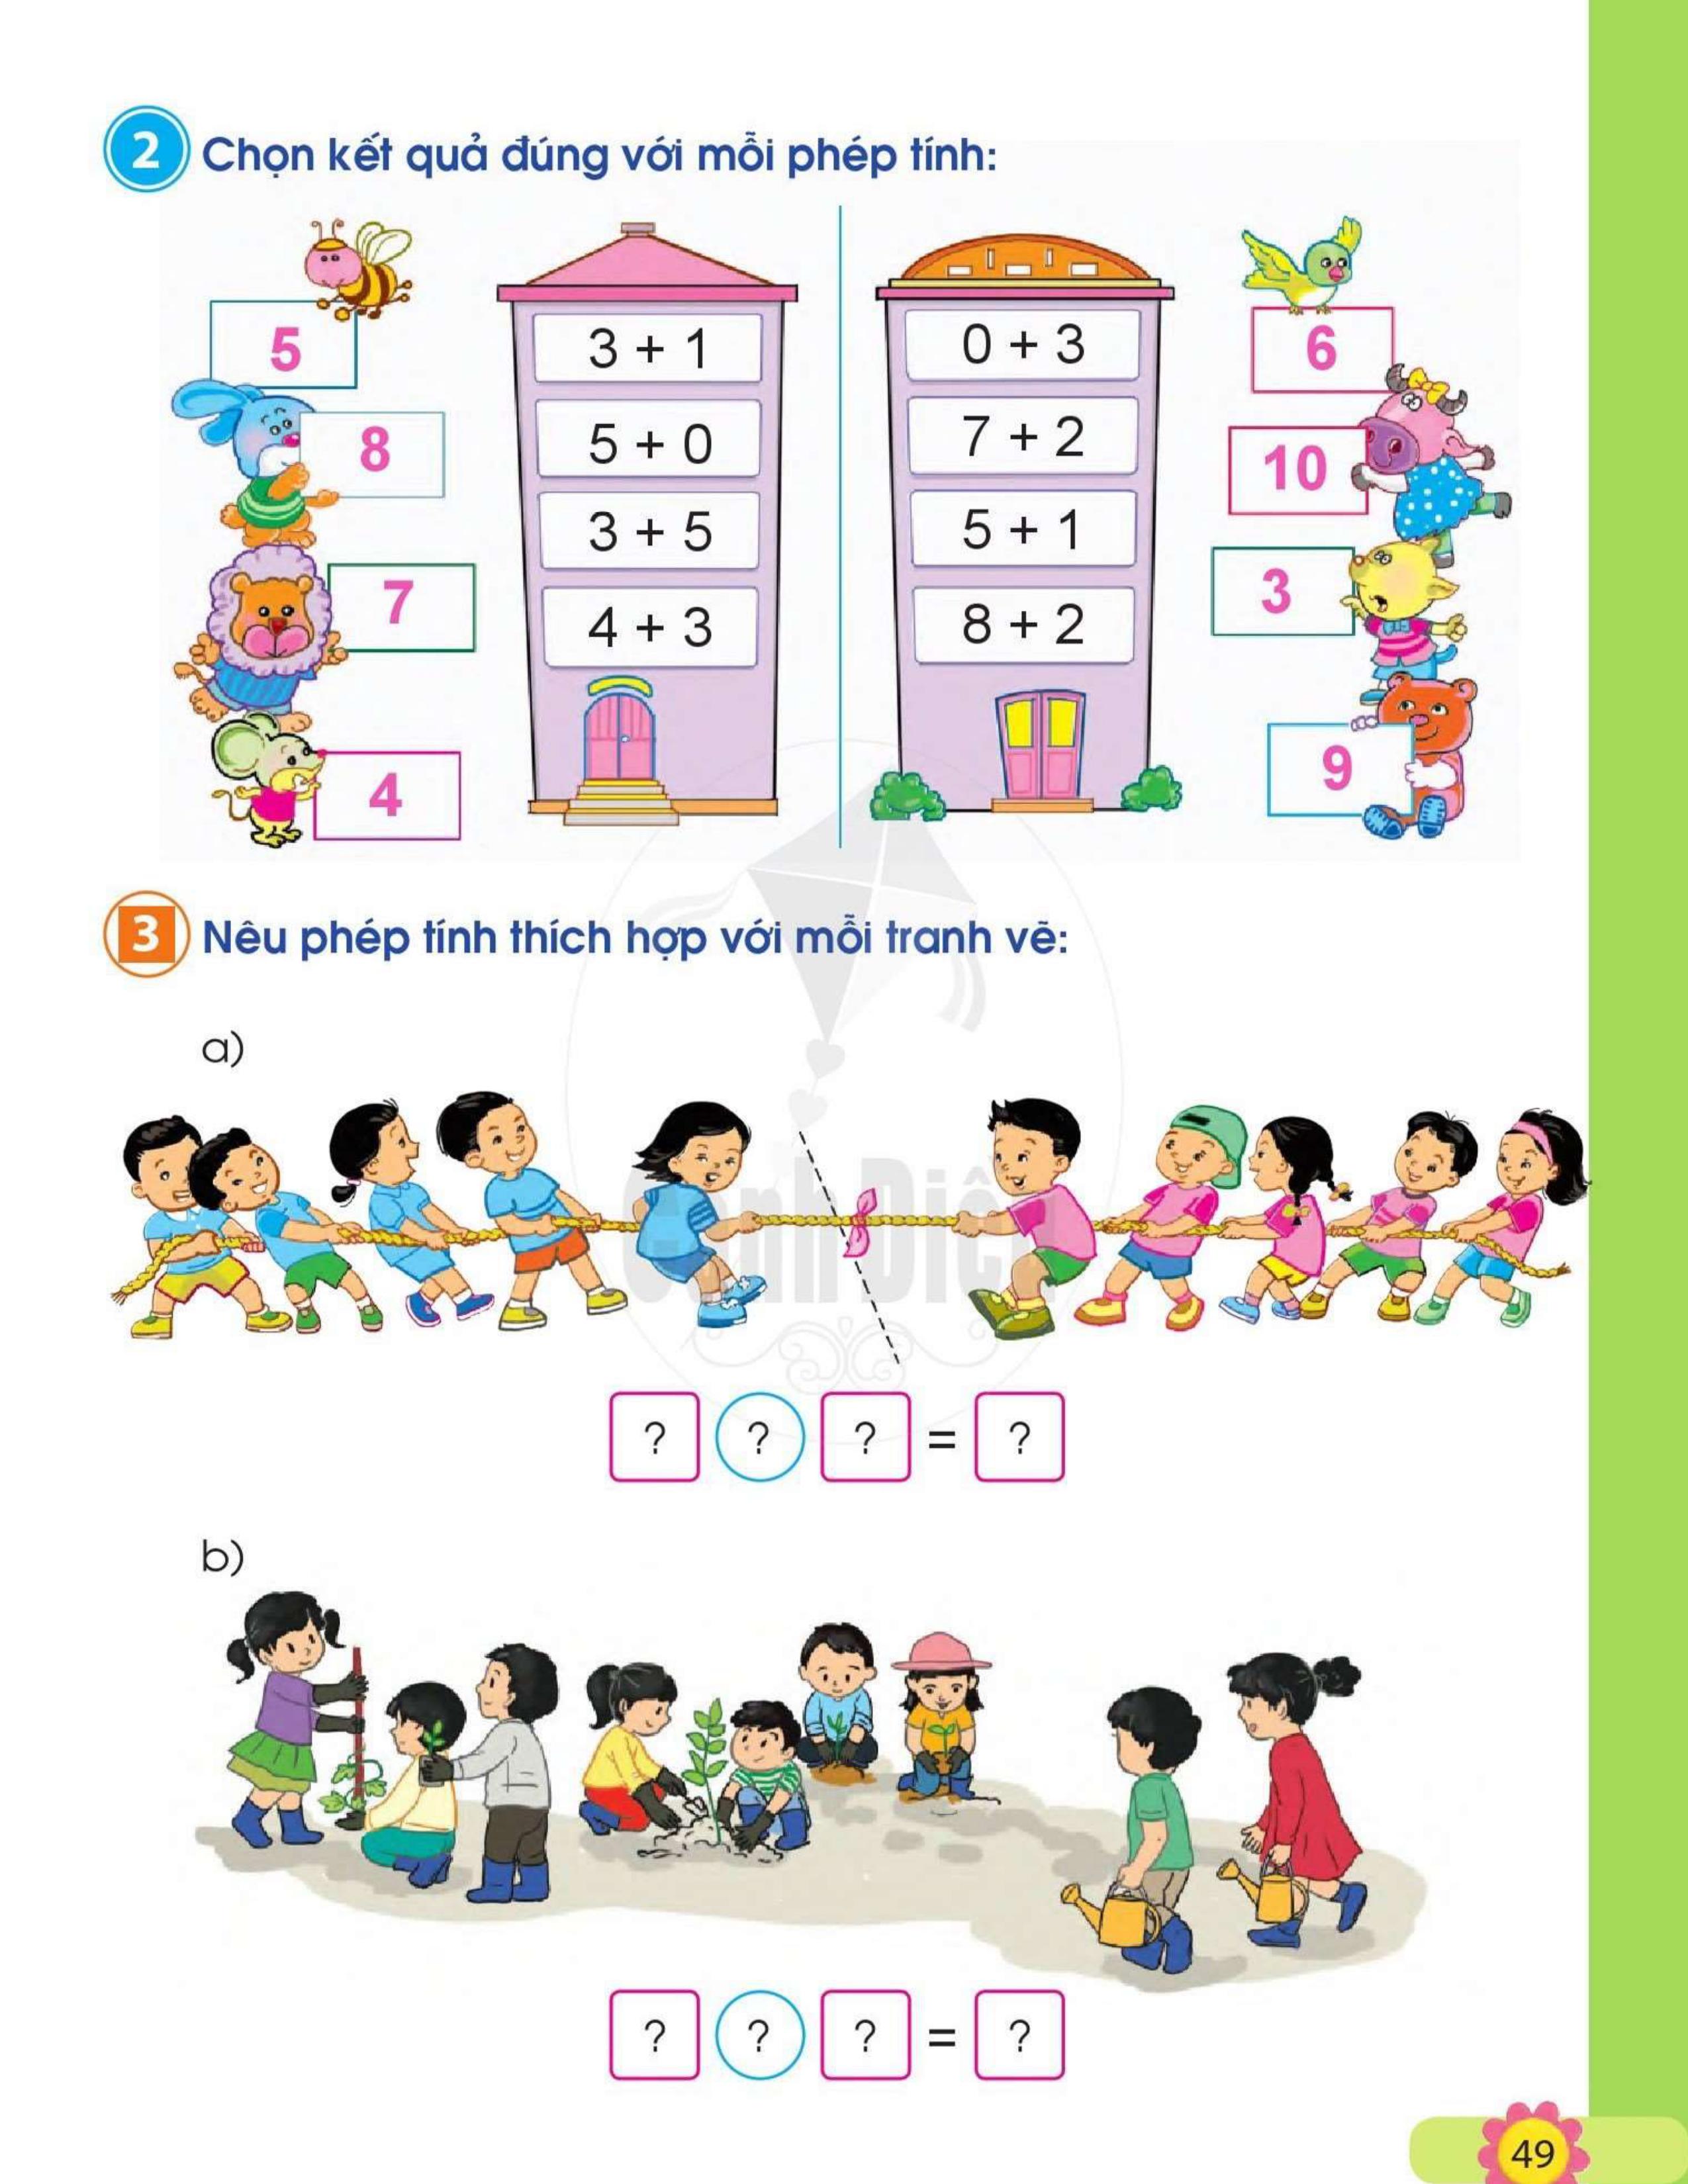 2 Chọn kết quả đúng với mỗi phép tính:
5
8
7
4
3 + 1
5 + 0
3 + 5
4 + 3
0 + 3
7 + 2
5 + 1
8 + 2
6
10
3
9
3 Nêu phép tính thích hợp với mỗi tranh vẽ:
a)
Cánh Diều
? ? ? = ?
b)
? ? ? = ?
49